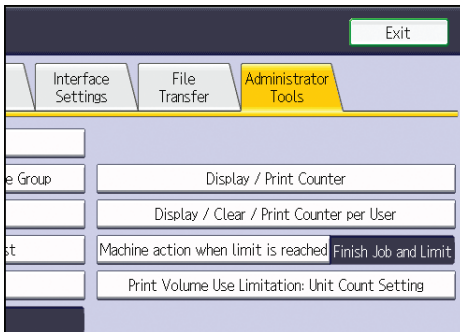 Exit
Interface Settings
File Transfer
Administrator Tools
e Group
Display / Print Counter
Display / Clear / Print Counter per User
st
Machine action when limit is reached Finish Job and Limit
Print Volume Use Limitation: Unit Count Setting